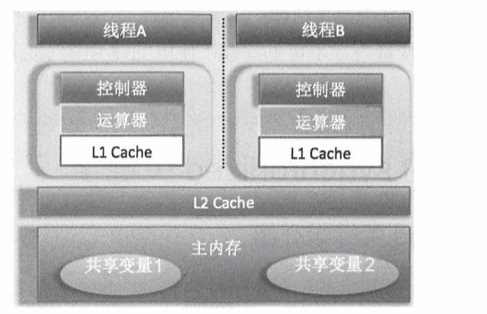 线程A
线程B
控制器
运算器
L1 Cache
控制器
运算器
L1 Cache
L2 Cache
主内存
共享变量1
共享变量2